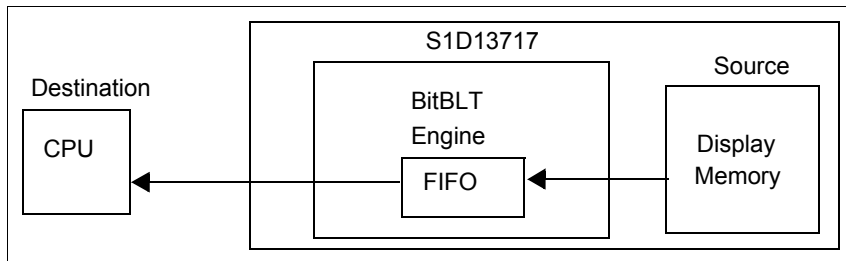 S1D13717
Destination
Source
BitBLT
Engine
CPU
FIFO
Display
Memory